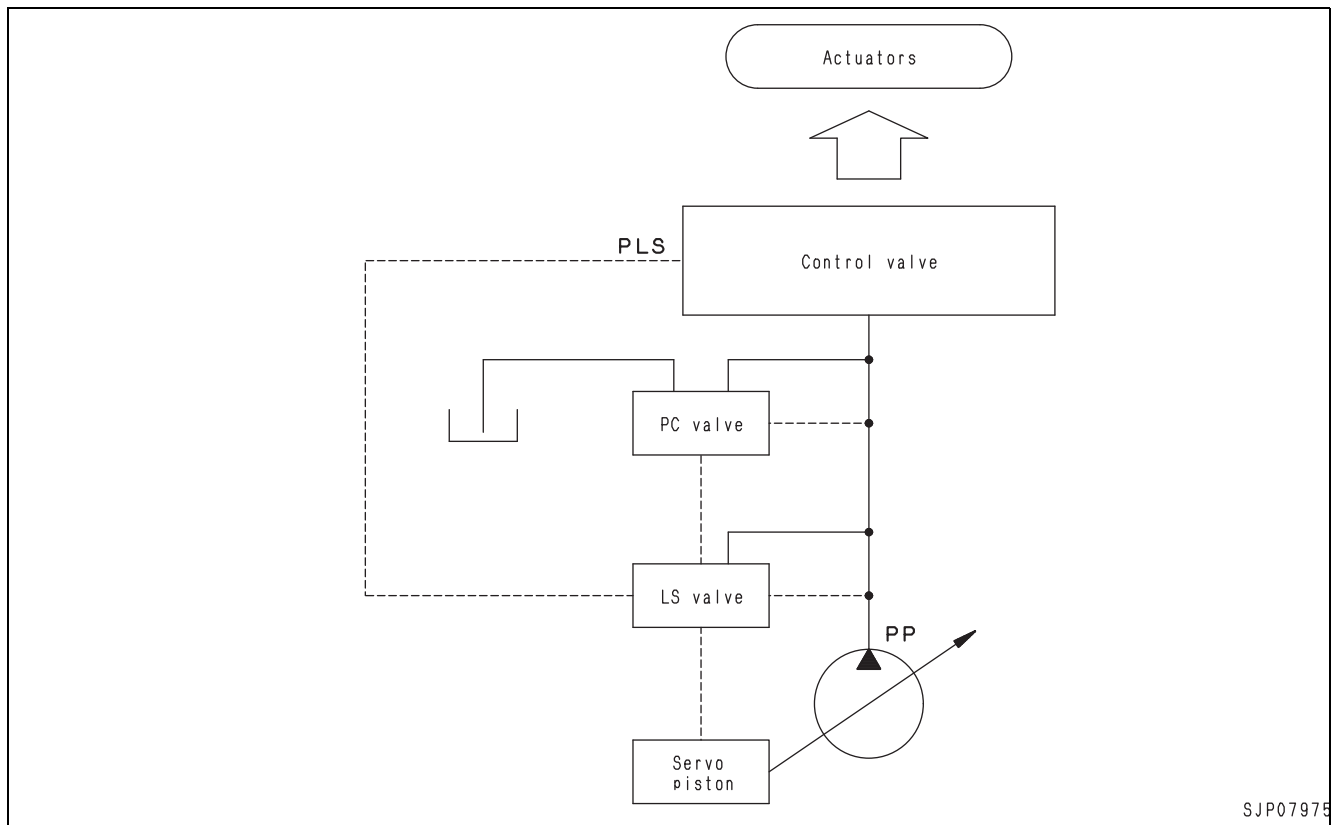 Actuators
PLS
Control valve
PC valve
LS valve
PP
Servo
piston
SJP07975